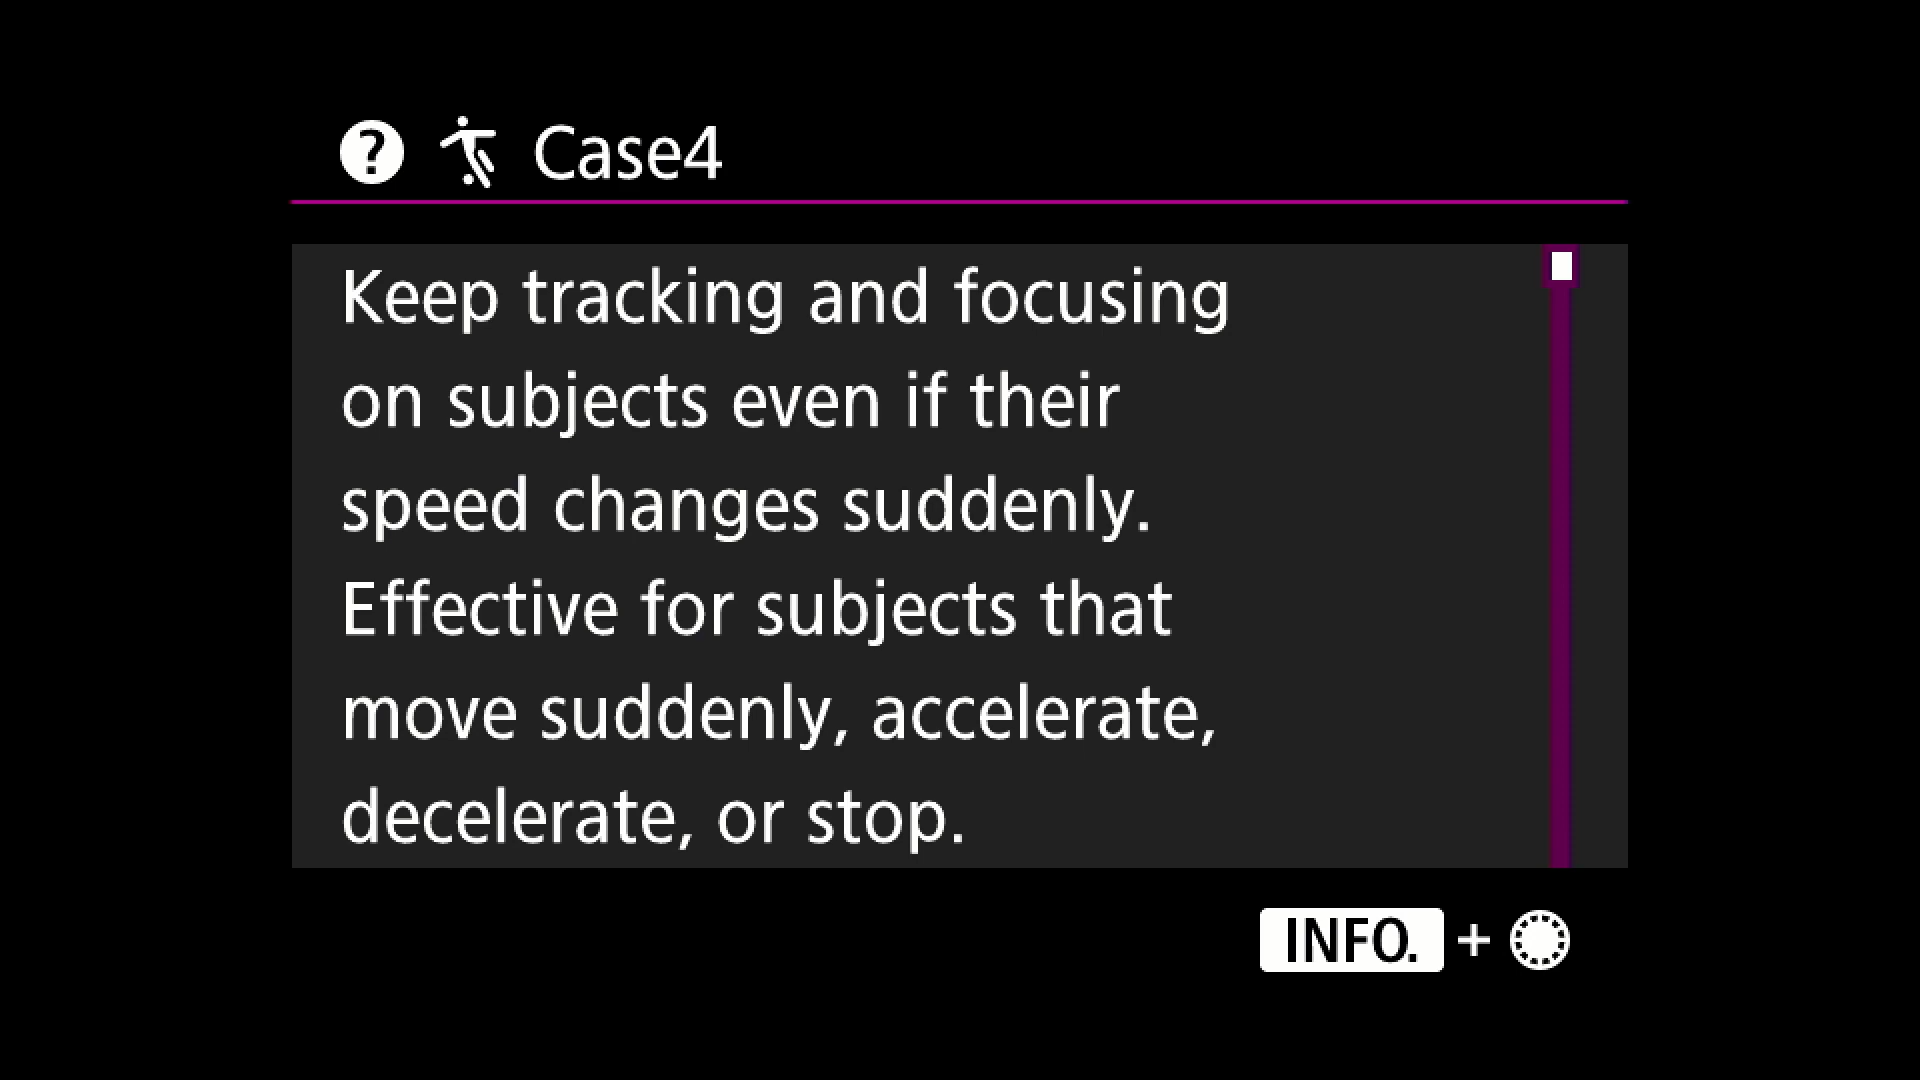 ? Case4
Keep tracking and focusing
on subjects even if their
speed changes suddenly.
Effective for subjects that
move suddenly, accelerate,
decelerate, or stop.
INFO. +